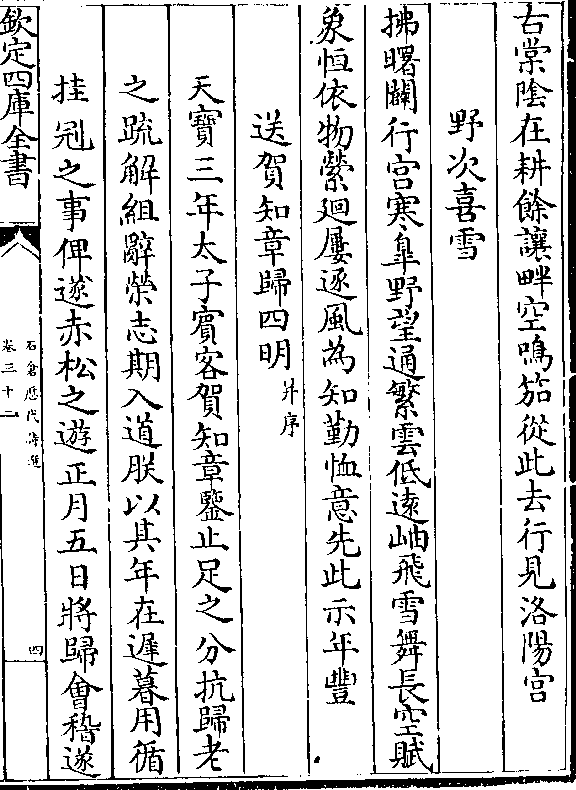 古棠陰在耕餘讓畔空鳴笳從此去行見洛陽宮
野次喜雪
拂曙闢行宮寒臯野望通繁雲低遠岫飛雪舞長空賦
象恒依物縈迴屢逐風為知勤恤意先此示年豐
送賀知章歸四明并序
天寶三年太子賓客賀知章鑒止足之分抗歸老
之疏解組辭榮志期入道朕以其年在遲暮用循
挂冠之事俾遂赤松之遊正月五日將歸會稽遂
欽定四庫全書
石倉歷代詩選
卷三十二
四